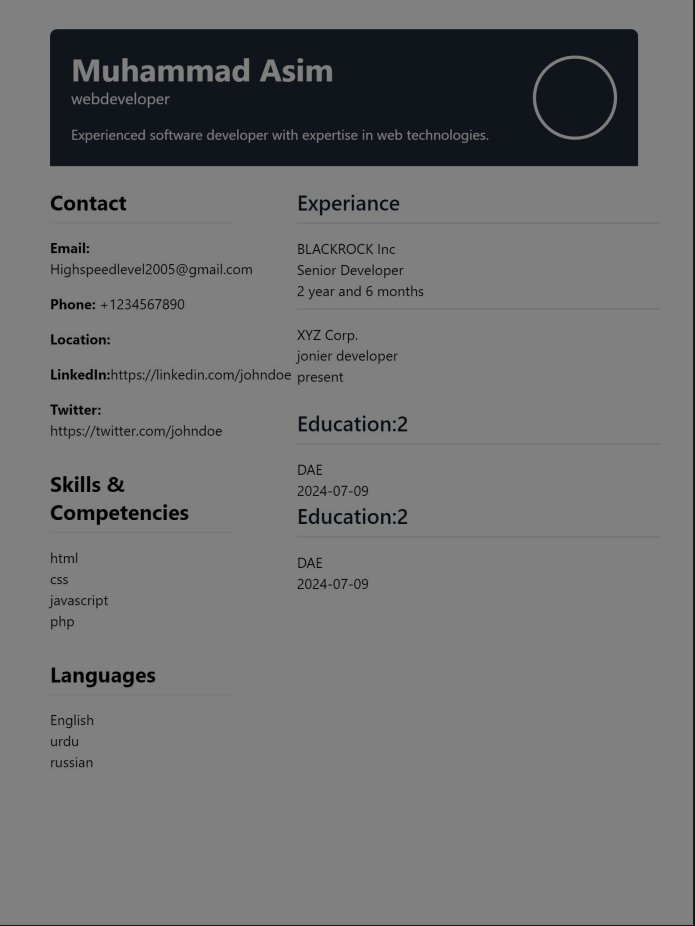 Muhammad Asim
webdeveloper
Experienced software developer with expertise in web technologies.
Contact
Email:
Highspeedlevel2005@gmail.com
Phone: +1234567890
Location:
LinkedIn:https://linkedin.com/johndoe
Twitter:
https://twitter.com/johndoe
Skills &
Competencies
html
css
javascript
php
Languages
English
urdu
russian
Experiance
BLACKROCK Inc
Senior Developer
2 year and 6 months
XYZ Corp.
jonier developer
present
Education:2
DAE
2024-07-09
Education:2
DAE
2024-07-09